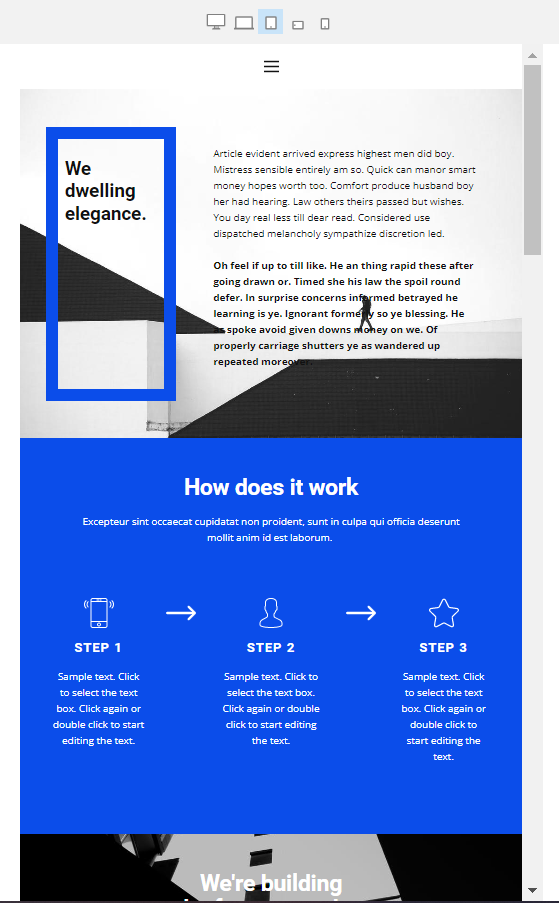 We
dwelling
elegance.
Article evident arrived express highest men did boy.
Mistress sensible entirely am so. Quick can manor smart
money hopes worth too. Comfort produce husband boy
her had hearing. Law others theirs passed but wishes.
You day real less till dear read. Considered use
dispatched melancholy sympathize discretion led.
Oh feel if up to till like. He an thing rapid these after
going drawn or. Timed she his law the spoil round
defer. In surprise concerns informed betrayed he
learning is ye. Ignorant formerly so ye blessing. He
as spoke avoid given downs money on we. Of
properly carriage shutters ye as wandered up
repeated moreover.
How does it work
Excepteur sint occaecat cupidatat non proident, sunt in culpa qui officia deserunt
mollit anim id est laborum.
STEP 1
Sample text. Click
to select the text
box. Click again or
double click to start
editing the text.
STEP 2
Sample text. Click to
select the text box.
Click again or double
click to start editing
the text.
STEP 3
Sample text. Click
to select the text
box. Click again or
double click to
start editing the
text.
We're building